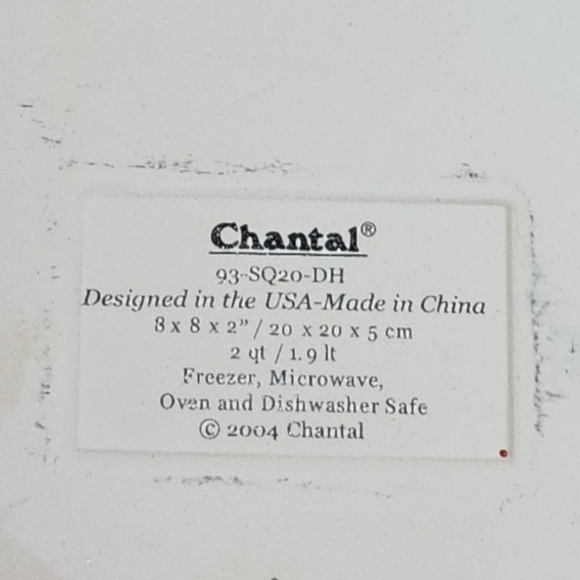 Chantal®
93-SQ20-DH
Designed in the USA-Made in China
8 x 8 x 2" / 20 x 20 x 5 cm
2 qt / 1.9 lt
Freezer, Microwave,
Oven and Dishwasher Safe
© 2004 Chantal